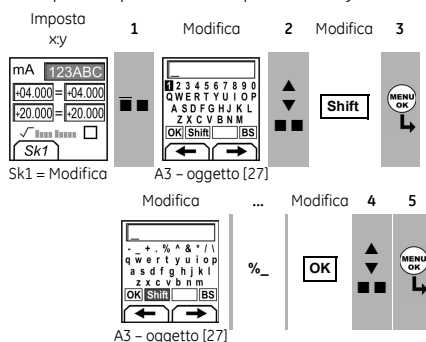 Imposta
x:y
1
Modifica
2
Modifica
3
mA 123ABC
+04.000 = +04.000
+20.000 = +20.000
√
Sk1
_
1 2 3 4 5 6 7 8 9 0
Q W E R T Y U I O P
A S D F G H J K L
Z X C V B N M
OK Shift BS
Shift
MENU
OK
Sk1 = Modifica
A3 – oggetto [27]
Modifica
...
Modifica
4
5
_
- _ + . % ^ & * / \
q w e r t y u i o p
a s d f g h j k l
z x c v b n m
OK Shift BS
%_
OK
MENU
OK
A3 – oggetto [27]